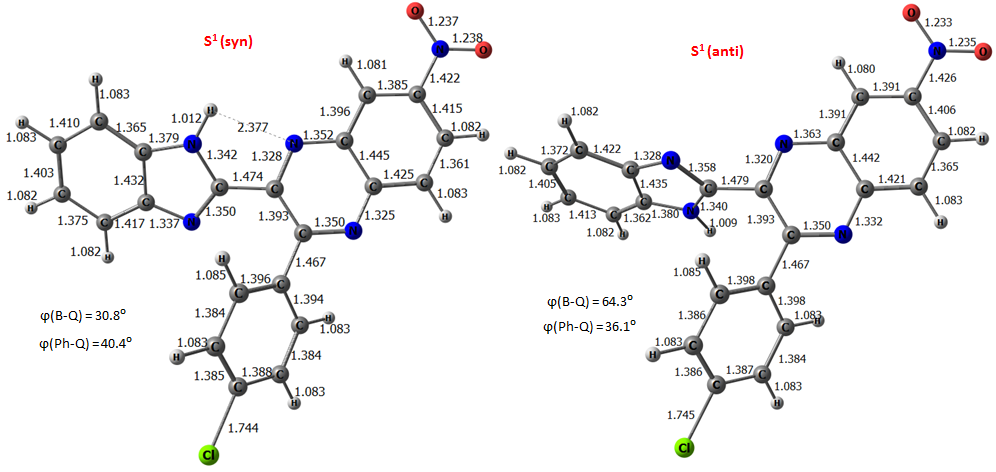 S¹ (syn)
O
1.237
1.238
N
O
H
1.081
1.422
1.385
C
C
H
1.083
H
1.396
1.415
1.012
2.377
H
1.083
1.410
C
1.365
1.379
N
N
1.352
C
C
1.082
H
C
C
1.342
1.328
1.445
1.361
1.403
1.432
1.474
C
C
C
1.425
C
1.083
1.082
H
C
1.375
C
1.350
1.393
1.325
H
C
1.417
1.337
N
C
1.350
N
1.082
H
1.467
H
1.085
1.396
C
C
1.394
φ(B-Q) = 30.8°
1.384
C
H
1.083
φ(Ph-Q) = 40.4°
1.083
C
1.384
H
1.385
1.388
C
C
1.083
H
1.744
Cl
S¹ (anti)
O
1.233
1.235
N
O
H
1.080
1.426
1.391
C
C
1.082
H
1.391
1.406
H
1.372
C
1.422
1.328
N
1.358
N
1.363
C
C
1.082
H
1.082
C
C
1.320
1.442
1.365
1.405
1.435
1.479
C
C
C
1.421
C
H
1.083
C
1.413
1.362
C
1.380
1.340
N
1.393
1.332
1.083
C
1.009
H
C
1.350
N
H
1.082
H
1.467
H
1.085
1.398
C
C
1.398
φ(B-Q) = 64.3°
1.386
C
1.083
H
φ(Ph-Q) = 36.1°
1.083
C
1.384
H
1.386
1.387
C
C
1.083
H
1.745
Cl